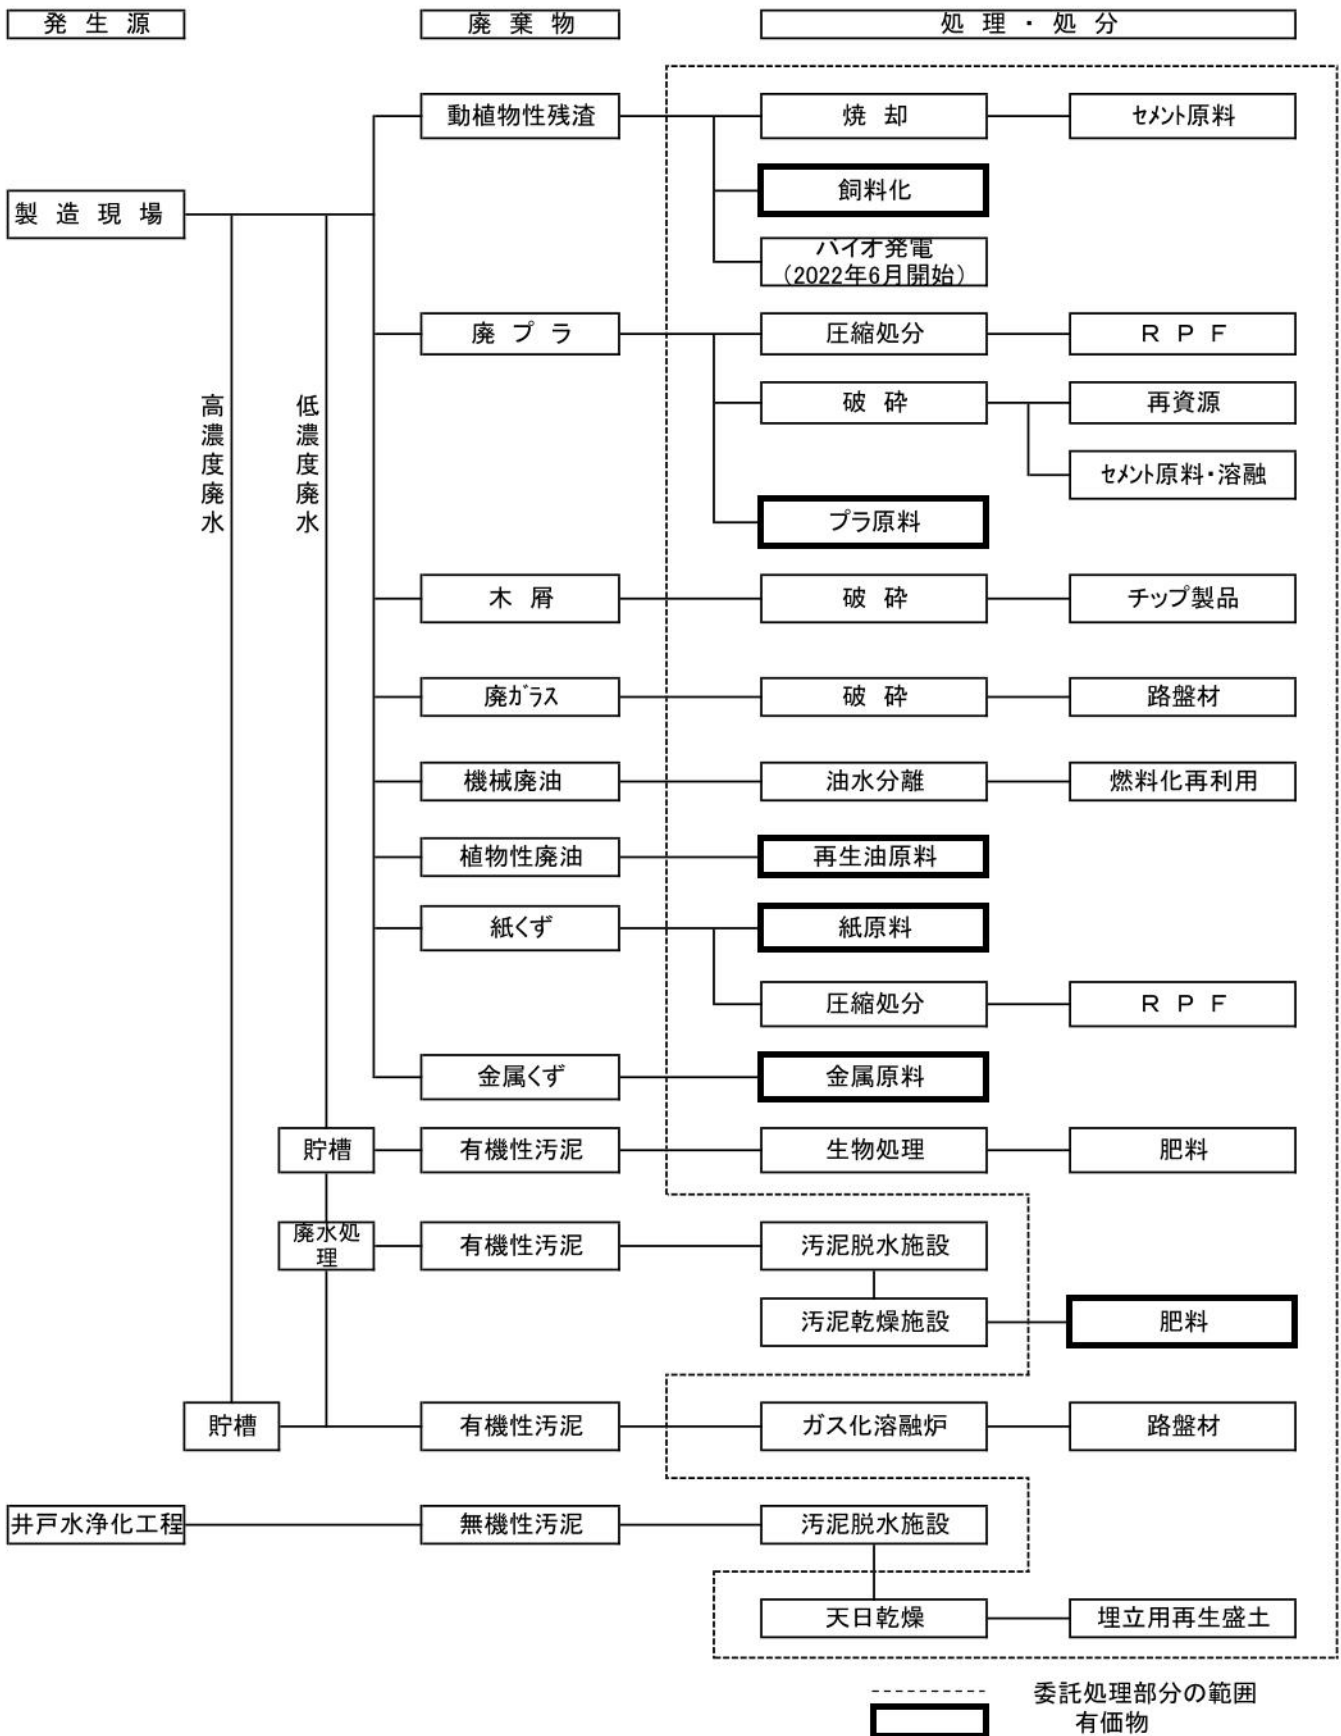 発生源
廃棄物
処理・処分
動植物性残渣
焼却
セメント原料
製造現場
飼料化
バイオ発電
(2022年6月開始)
廃プラ
圧縮処分
RPF
高濃度廃水
低濃度廃水
破砕
再資源
セメント原料・溶融
プラ原料
木屑
破砕
チップ製品
廃ガラス
破砕
路盤材
機械廃油
油水分離
燃料化再利用
植物性廃油
再生油原料
紙くず
紙原料
圧縮処分
RPF
金属くず
金属原料
貯槽
有機性汚泥
生物処理
肥料
廃水処
理
有機性汚泥
汚泥脱水施設
汚泥乾燥施設
肥料
貯槽
有機性汚泥
ガス化溶融炉
路盤材
井戸水浄化工程
無機性汚泥
汚泥脱水施設
天日乾燥
埋立用再生盛土
委託処理部分の範囲
有価物